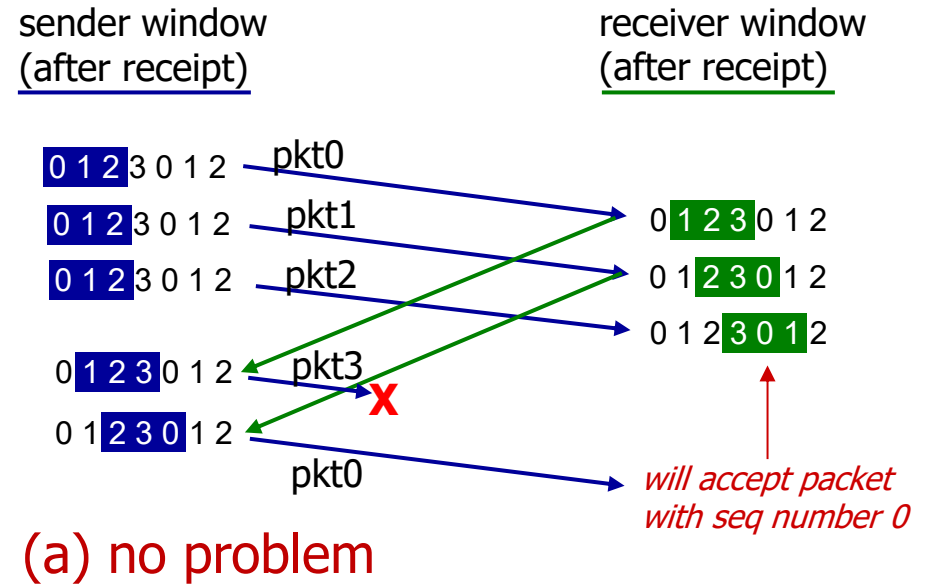 sender window
(after receipt)
receiver window
(after receipt)
0 1 2 3 0 1 2
pkt0
0 1 2 3 0 1 2
0 1 2 3 0 1 2
pkt1
0 1 2 3 0 1 2
0 1 2 3 0 1 2
pkt2
0 1 2 3 0 1 2
0 1 2 3 0 1 2
pkt3
X
0 1 2 3 0 1 2
pkt0
will accept packet
with seq number 0
(a) no problem